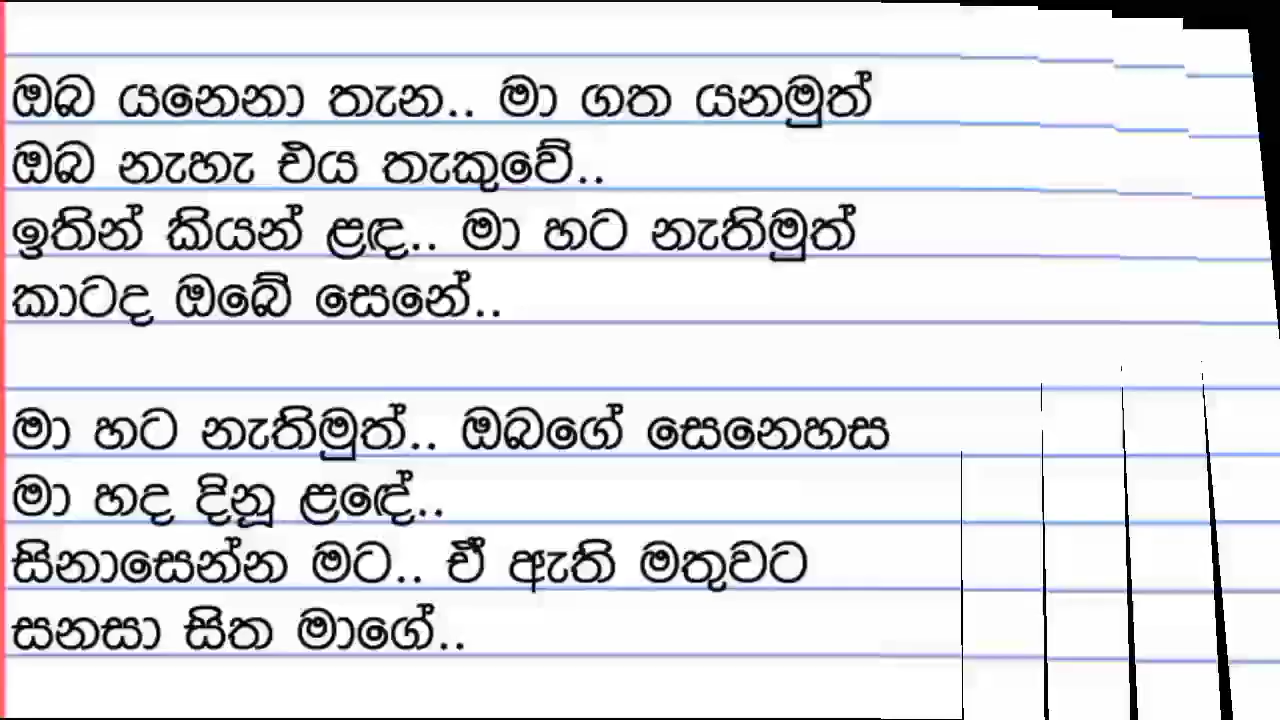 ඔබ යනෙනා තැන.. මා ගත යනමුත්
ඔබ නැහැ එය තැකුවේ..
ඉතින් කියන් ළඳ.. මා හට නැතිමුත්
කාටද ඔබේ සෙනේ..
මා හට නැතිමුත්.. ඔබගේ සෙනෙහස
මා හද දිනූ ළඳේ..
සිනාසෙන්න මට.. ඒ ඇති මතුවට
සනසා සිත මාගේ..